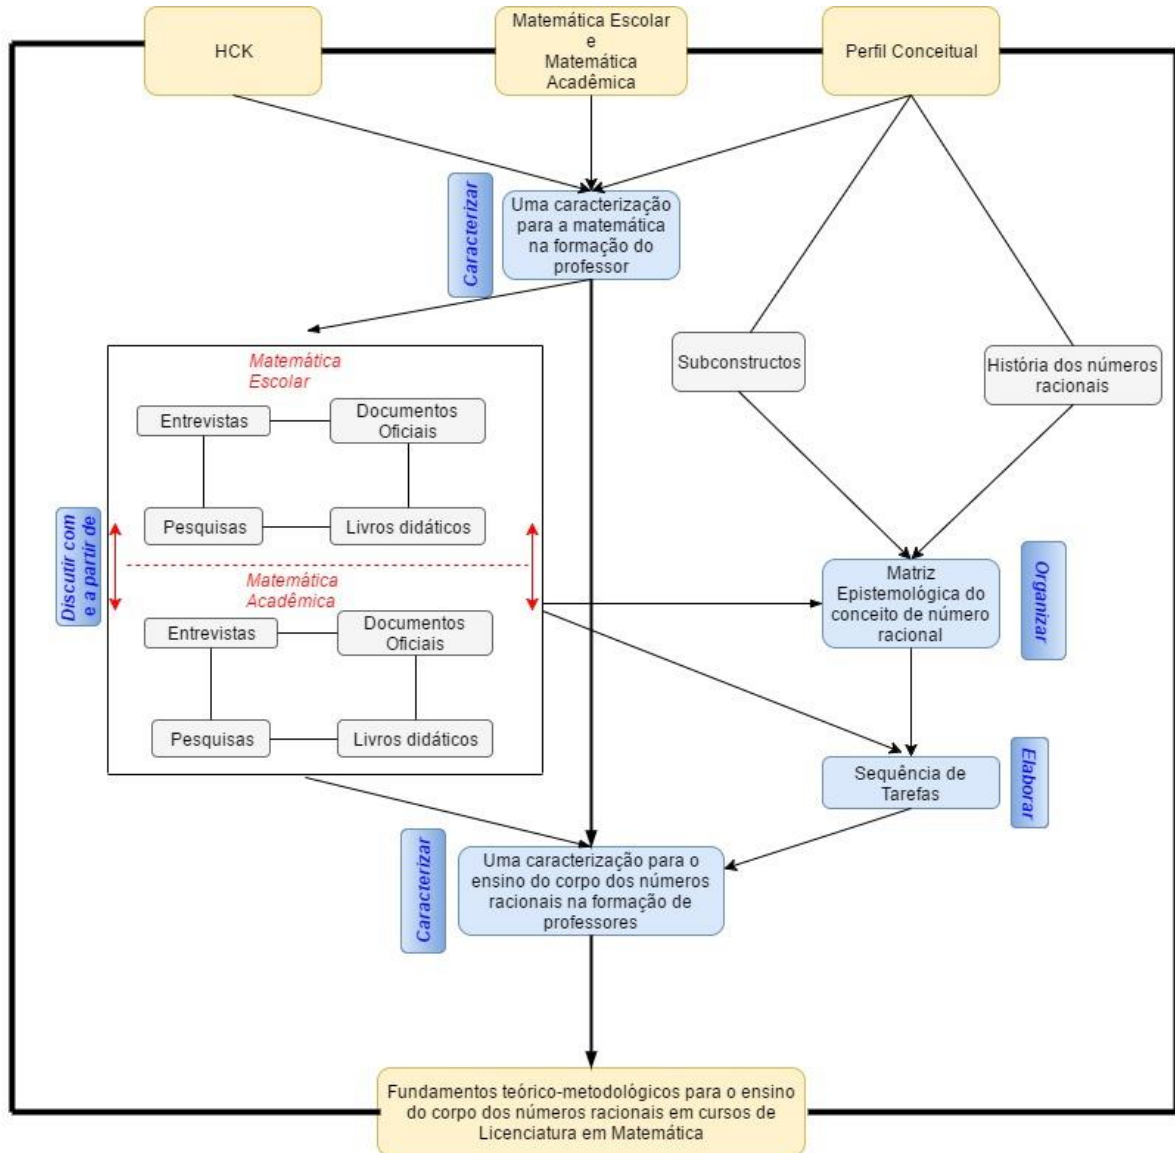 HCK
Matemática Escolar
e
Matemática
Acadêmica
Perfil Conceitual
Caracterizar
Uma caracterização
para a matemática
na formação do
professor
Matemática
Escolar
Entrevistas
Documentos
Oficiais
Pesquisas
Livros didáticos
Discutir com
e a partir de
Matemática
Acadêmica
Entrevistas
Documentos
Oficiais
Pesquisas
Livros didáticos
Subconstructos
História dos números
racionais
Matriz
Epistemológica do
conceito de número
racional
Organizar
Sequência de
Tarefas
Elaborar
Caracterizar
Uma caracterização para o
ensino do corpo dos números
racionais na formação de
professores
Fundamentos teórico-metodológicos para o ensino
do corpo dos números racionais em cursos de
Licenciatura em Matemática